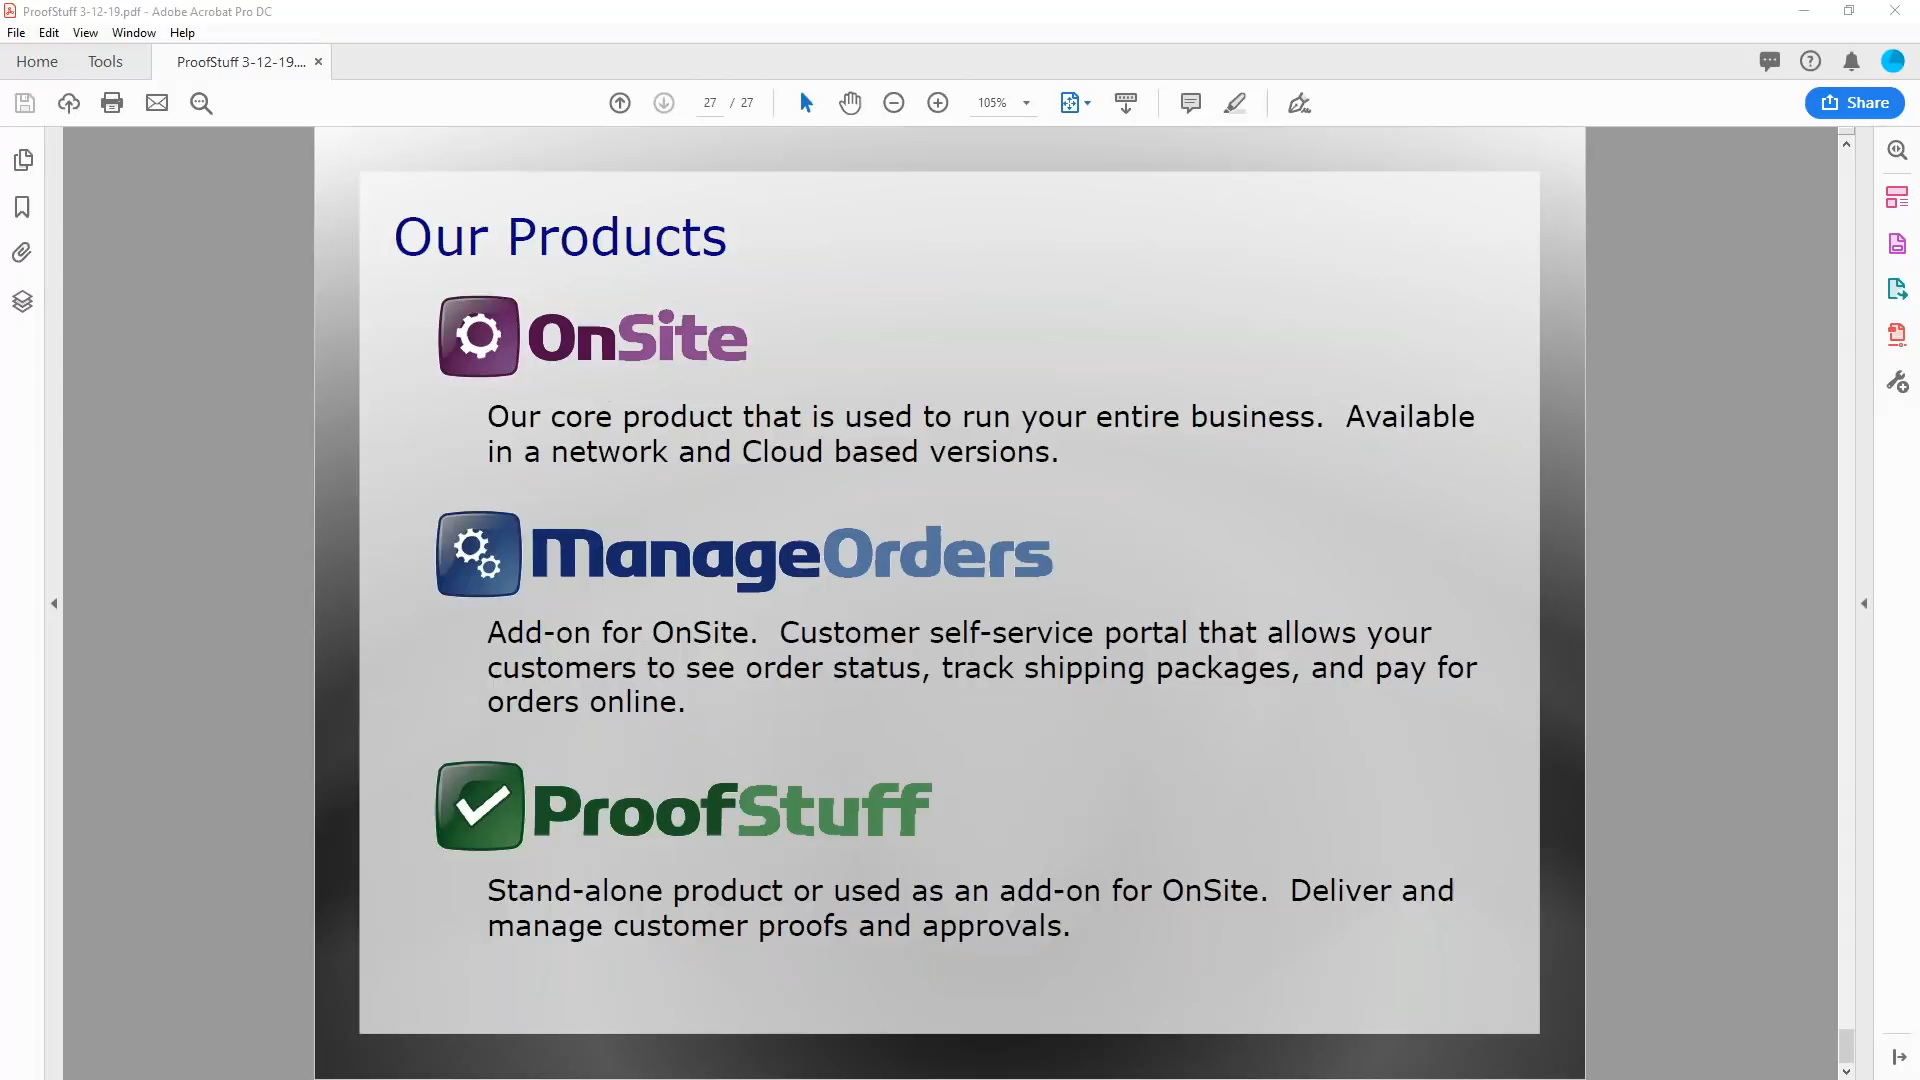 ProofStuff 3-12-19.pdf - Adobe Acrobat Pro DC
File Edit View Window Help
Home Tools ProofStuff 3-12-19....
27 / 27 105% Share
Our Products
OnSite
Our core product that is used to run your entire business. Available
in a network and Cloud based versions.
ManageOrders
Add-on for OnSite. Customer self-service portal that allows your
customers to see order status, track shipping packages, and pay for
orders online.
ProofStuff
Stand-alone product or used as an add-on for OnSite. Deliver and
manage customer proofs and approvals.